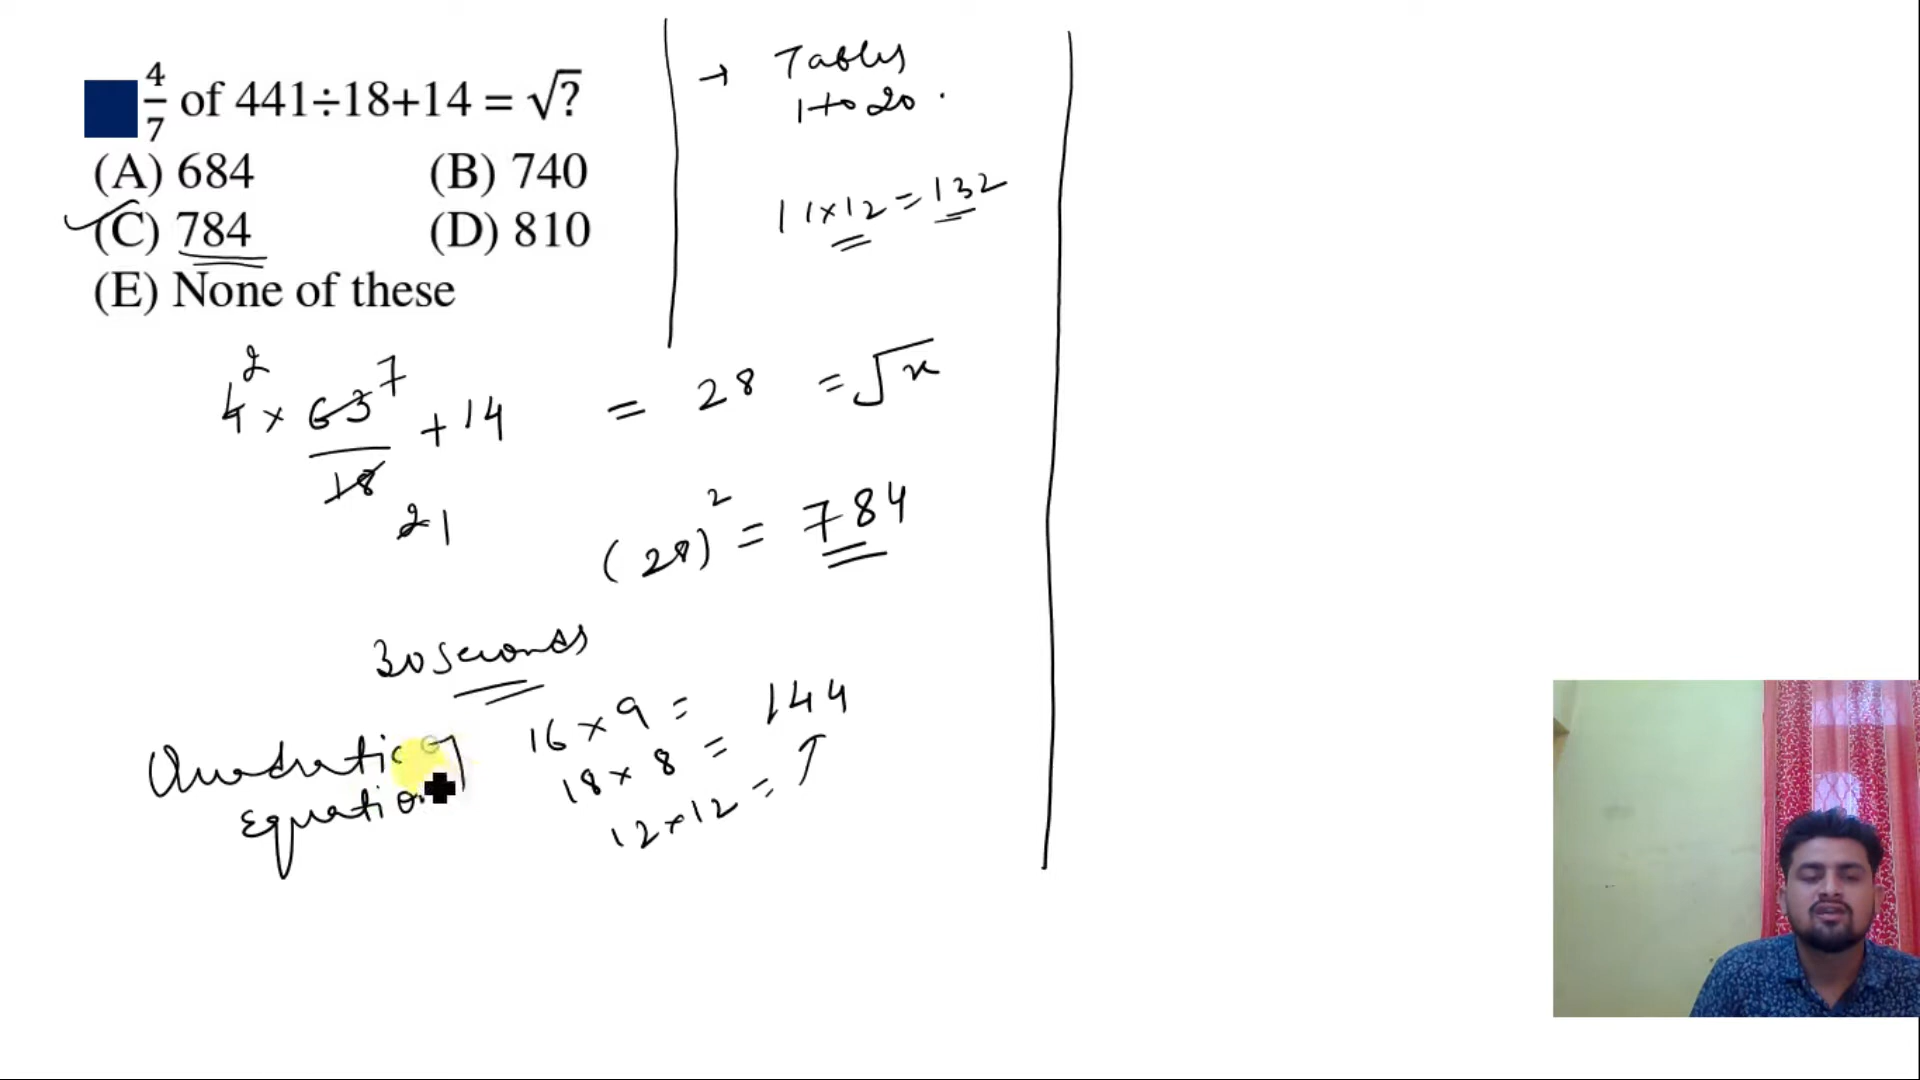 4/7 of 441÷18+14 = √?
(A) 684 (B) 740
(C) 784 (D) 810
(E) None of these
→ Tables
1 to 20 .
11×12 = 132
2 7
4 × 63 + 14 = 28 = √x
18
21
(28)² = 784
30 seconds
16 × 9 = 144
18 × 8 = ↑
12×12 =
Quadratic
Equation